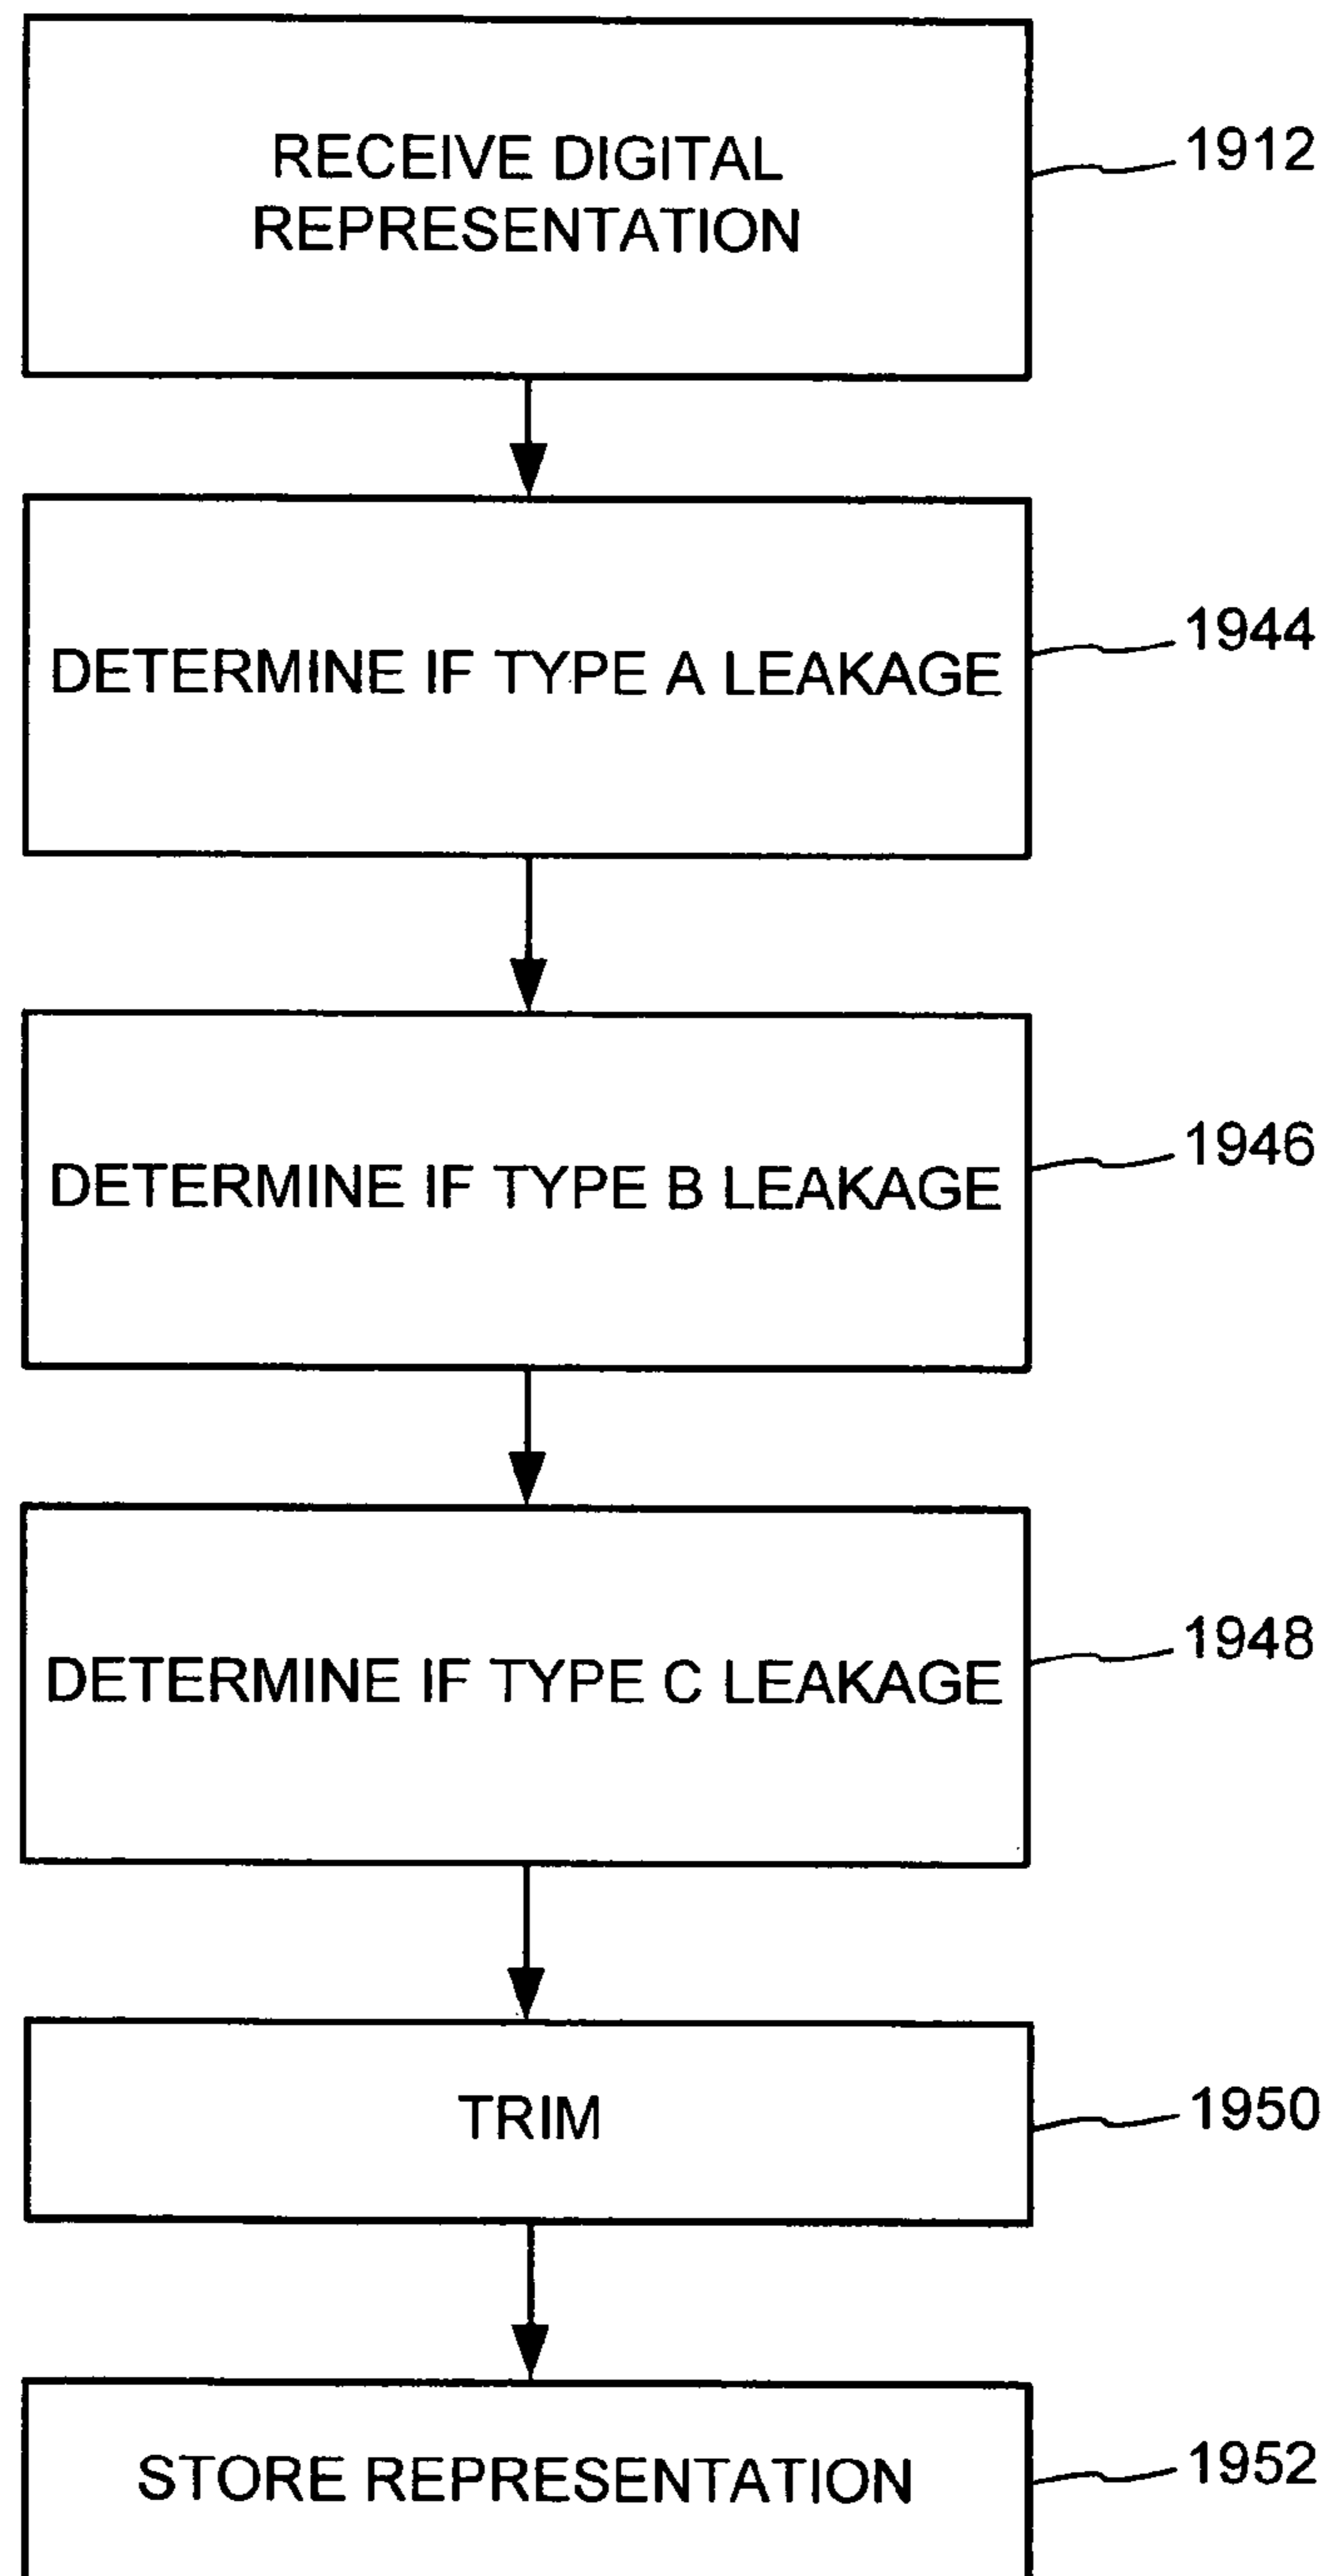 RECEIVE DIGITAL
REPRESENTATION
1912
DETERMINE IF TYPE A LEAKAGE
1944
DETERMINE IF TYPE B LEAKAGE
1946
DETERMINE IF TYPE C LEAKAGE
1948
TRIM
1950
STORE REPRESENTATION
1952